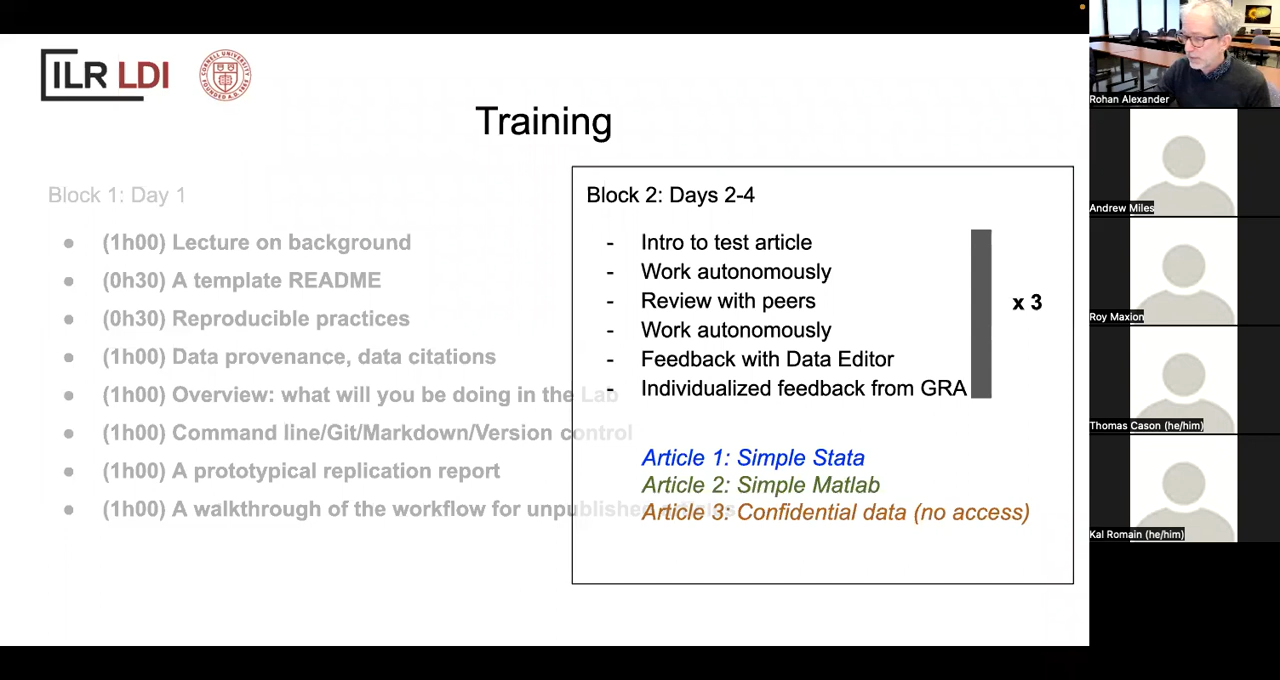 ILR LDI
CORNELL UNIVERSITY
Training
Block 1: Day 1
● (1h00) Lecture on background
● (0h30) A template README
● (0h30) Reproducible practices
● (1h00) Data provenance, data citations
● (1h00) Overview: what will you be doing in the Lab
● (1h00) Command line/Git/Markdown/Version control
● (1h00) A prototypical replication report
● (1h00) A walkthrough of the workflow for unpublished
Block 2: Days 2-4
- Intro to test article
- Work autonomously
- Review with peers
- Work autonomously
- Feedback with Data Editor
- Individualized feedback from GRA
x 3
Article 1: Simple Stata
Article 2: Simple Matlab
Article 3: Confidential data (no access)
Rohan Alexander
Andrew Miles
Roy Maxion
Thomas Cason (he/him)
Kal Romain (he/him)